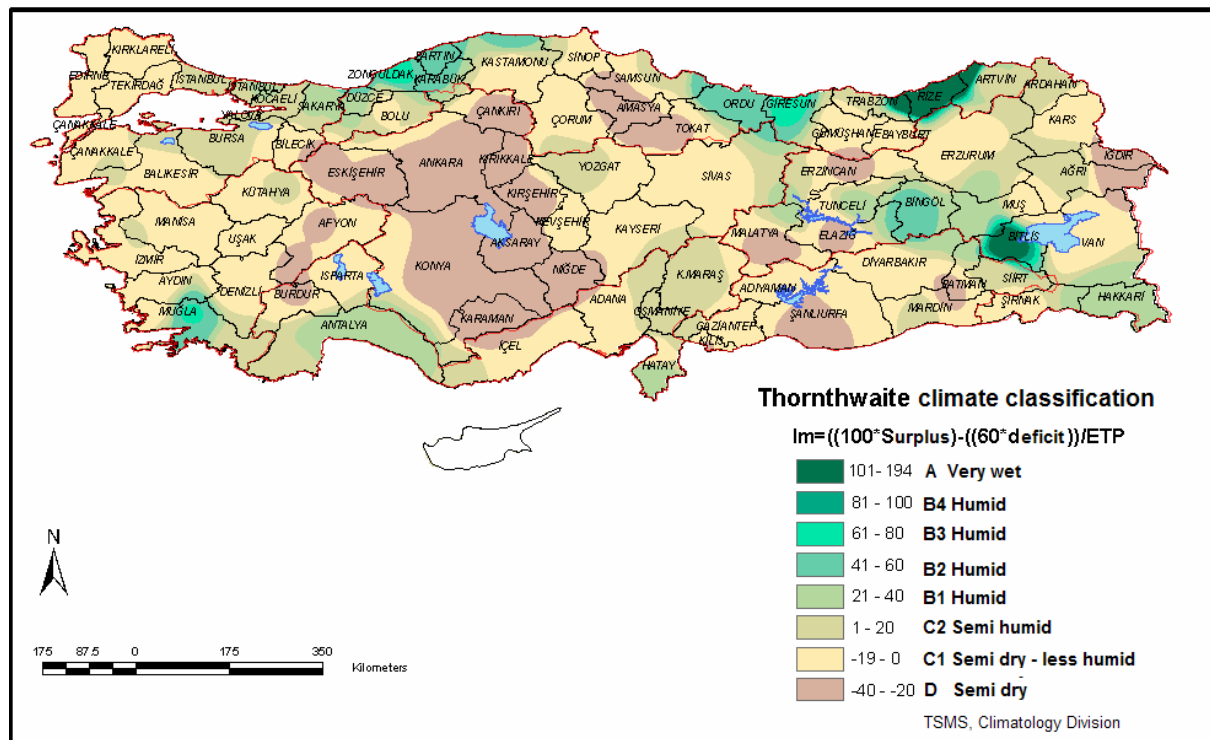 KIRKLARELİ
EDİRNE
TEKİRDAĞ
İSTANBUL
İSTANBUL
KOCAELİ
YALOVA
SAKARYA
DÜZCE
ZONGULDAK
BARTIN
KARABÜK
KASTAMONU
SİNOP
SAMSUN
ORDU
GİRESUN
TRABZON
RİZE
ARTVİN
ARDAHAN
ÇANAKKALE
ÇANAKKALE
BURSA
BİLECİK
BOLU
ÇANKIRI
ÇORUM
AMASYA
TOKAT
GÜMÜŞHANE
BAYBURT
KARS
BALIKESİR
KÜTAHYA
ESKİŞEHİR
ANKARA
KIRIKKALE
YOZGAT
SİVAS
ERZİNCAN
ERZURUM
AĞRI
IĞDIR
MANİSA
UŞAK
AFYON
KIRŞEHİR
NEVŞEHİR
KAYSERİ
TUNCELİ
BİNGÖL
MUŞ
İZMİR
AYDIN
DENİZLİ
ISPARTA
BURDUR
KONYA
AKSARAY
NİĞDE
MALATYA
ELAZIĞ
DİYARBAKIR
BİTLİS
VAN
MUĞLA
ANTALYA
KARAMAN
İÇEL
ADANA
K.MARAŞ
OSMANİYE
ADIYAMAN
GAZİANTEP
KİLİS
HATAY
ŞANLIURFA
MARDİN
BATMAN
SİİRT
ŞIRNAK
HAKKARİ
Thornthwaite climate classification
Im=((100*Surplus)-((60*deficit))/ETP
101- 194 A Very wet
81 - 100 B4 Humid
61 - 80 B3 Humid
41 - 60 B2 Humid
21 - 40 B1 Humid
1 - 20 C2 Semi humid
-19 - 0 C1 Semi dry - less humid
-40 - -20 D Semi dry
TSMS, Climatology Division
N
175 87.5 0 175 350
Kilometers